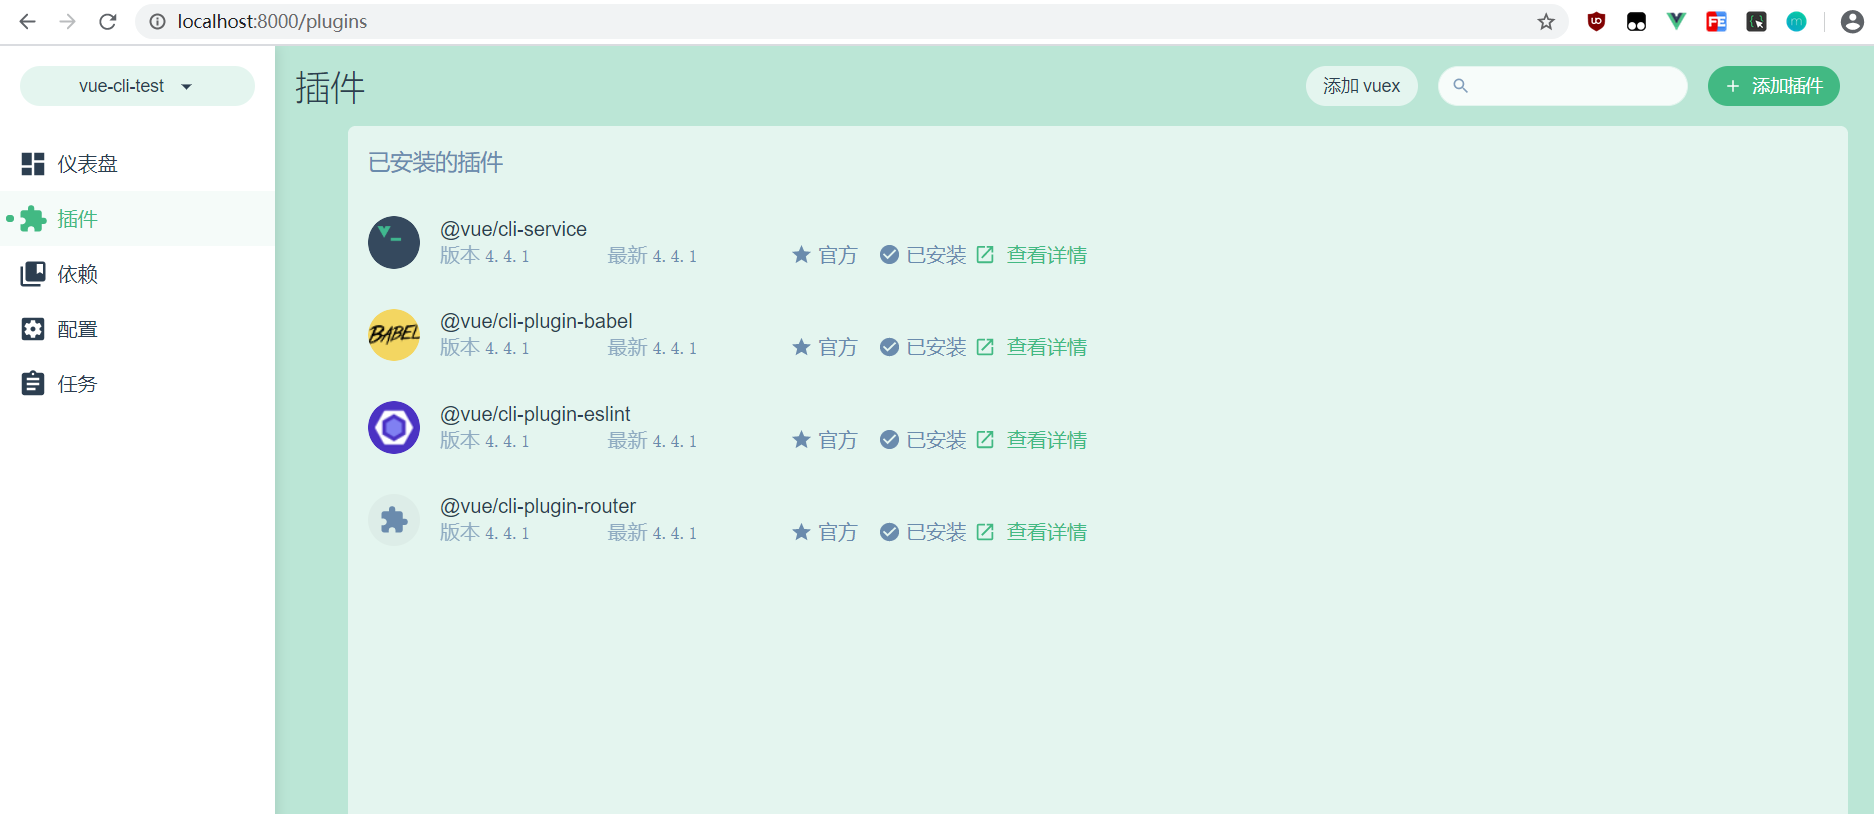 localhost:8000/plugins
vue-cli-test
插件
添加 vuex
添加插件
仪表盘
插件
依赖
配置
任务
已安装的插件
@vue/cli-service
版本 4.4.1 最新 4.4.1 官方 已安装 查看详情
BABEL
@vue/cli-plugin-babel
版本 4.4.1 最新 4.4.1 官方 已安装 查看详情
@vue/cli-plugin-eslint
版本 4.4.1 最新 4.4.1 官方 已安装 查看详情
@vue/cli-plugin-router
版本 4.4.1 最新 4.4.1 官方 已安装 查看详情
FE
m